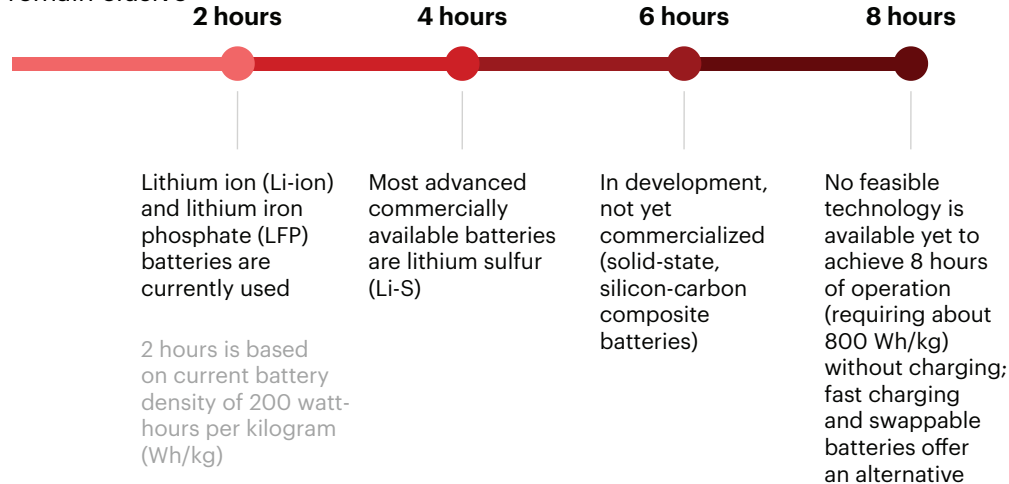 2 hours
4 hours
6 hours
8 hours
Lithium ion (Li-ion)
and lithium iron
phosphate (LFP)
batteries are
currently used
2 hours is based
on current battery
density of 200 watt-
hours per kilogram
(Wh/kg)
Most advanced
commercially
available batteries
are lithium sulfur
(Li-S)
In development,
not yet
commercialized
(solid-state,
silicon-carbon
composite
batteries)
No feasible
technology is
available yet to
achieve 8 hours
of operation
(requiring about
800 Wh/kg)
without charging;
fast charging
and swappable
batteries offer
an alternative